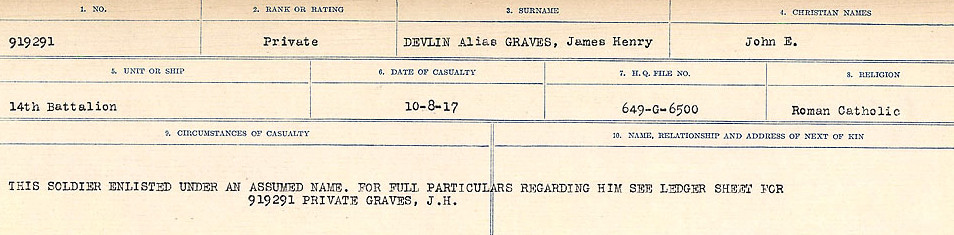 1. NO. 2. RANK OR RATING 3. SURNAME 4. CHRISTIAN NAMES
919291 Private DEVLIN Alias GRAVES, James Henry John E.
5. UNIT OR SHIP 6. DATE OF CASUALTY 7. H.Q. FILE NO. 8. RELIGION
14th Battalion 10-8-17 649-G-6500 Roman Catholic
9. CIRCUMSTANCES OF CASUALTY 10. NAME, RELATIONSHIP AND ADDRESS OF NEXT OF KIN
THIS SOLDIER ENLISTED UNDER AN ASSUMED NAME. FOR FULL PARTICULARS REGARDING HIM SEE LEDGER SHEET FOR
919291 PRIVATE GRAVES, J.H.